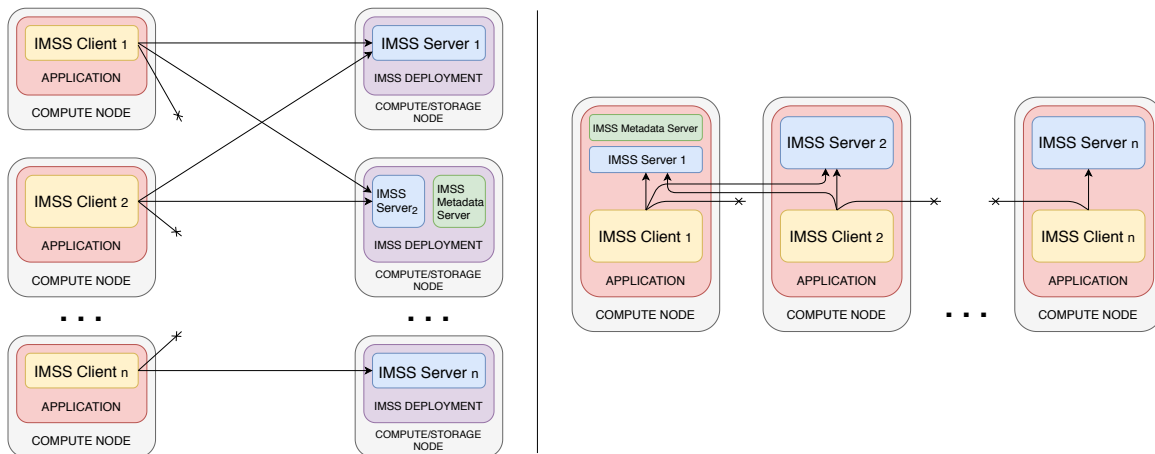 IMSS Client 1
APPLICATION
COMPUTE NODE
IMSS Server 1
IMSS DEPLOYMENT
COMPUTE/STORAGE
NODE
IMSS Client 2
APPLICATION
COMPUTE NODE
IMSS
Server2
IMSS
Metadata
Server
IMSS DEPLOYMENT
COMPUTE/STORAGE
NODE
. . .
. . .
IMSS Client n
APPLICATION
COMPUTE NODE
IMSS Server n
IMSS DEPLOYMENT
COMPUTE/STORAGE
NODE
IMSS Metadata Server
IMSS Server 1
IMSS Client 1
APPLICATION
COMPUTE NODE
IMSS Server 2
IMSS Client 2
APPLICATION
COMPUTE NODE
. . .
IMSS Server n
IMSS Client n
APPLICATION
COMPUTE NODE